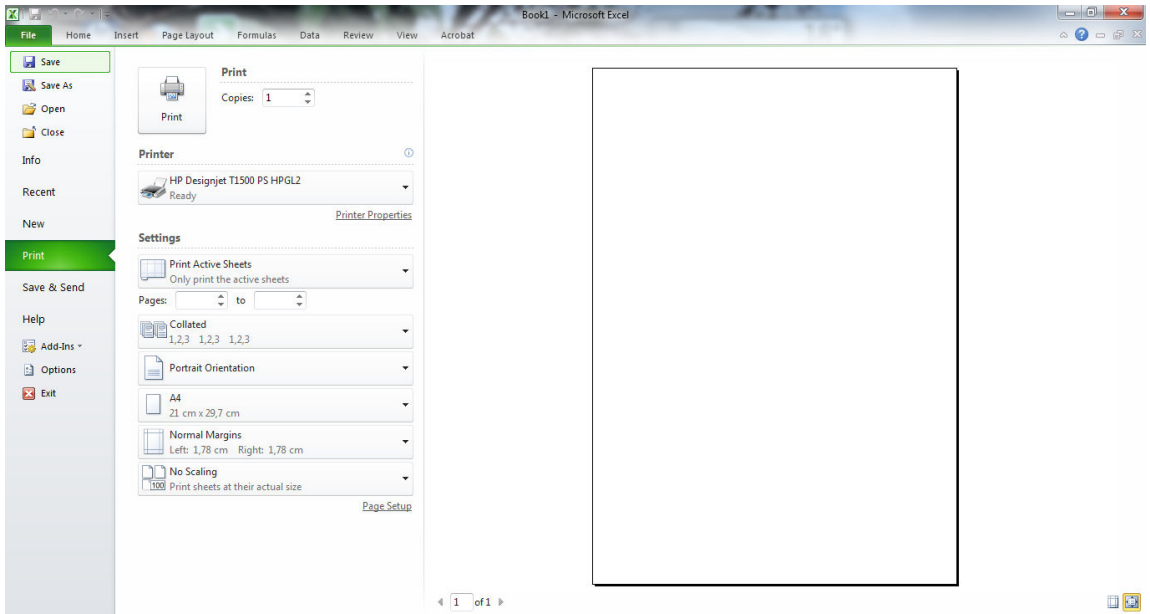 Book1 - Microsoft Excel
File Home Insert Page Layout Formulas Data Review View Acrobat
Save
Save As
Open
Close
Info
Recent
New
Print
Save & Send
Help
Add-Ins
Options
Exit
Print
Print
Copies: 1
Printer
HP Designjet T1500 PS HPGL2
Ready
Printer Properties
Settings
Print Active Sheets
Only print the active sheets
Pages: to
Collated
1,2,3 1,2,3 1,2,3
Portrait Orientation
A4
21 cm x 29,7 cm
Normal Margins
Left: 1,78 cm Right: 1,78 cm
No Scaling
100 Print sheets at their actual size
Page Setup
1 of 1